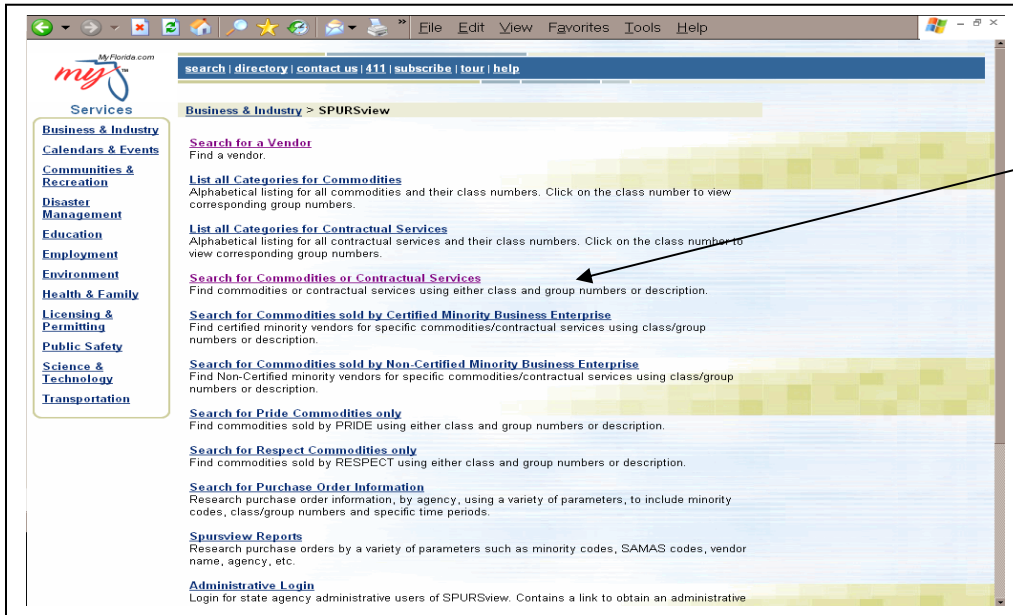 File Edit View Favorites Tools Help
MyFlorida.com
my
search | directory | contact us | 411 | subscribe | tour | help
Services
Business & Industry > SPURSview
Business & Industry
Calendars & Events
Communities &
Recreation
Disaster
Management
Education
Employment
Environment
Health & Family
Licensing &
Permitting
Public Safety
Science &
Technology
Transportation
Search for a Vendor
Find a vendor.
List all Categories for Commodities
Alphabetical listing for all commodities and their class numbers. Click on the class number to view
corresponding group numbers.
List all Categories for Contractual Services
Alphabetical listing for all contractual services and their class numbers. Click on the class number to
view corresponding group numbers.
Search for Commodities or Contractual Services
Find commodities or contractual services using either class and group numbers or description.
Search for Commodities sold by Certified Minority Business Enterprise
Find certified minority vendors for specific commodities/contractual services using class/group
numbers or description.
Search for Commodities sold by Non-Certified Minority Business Enterprise
Find Non-Certified minority vendors for specific commodities/contractual services using class/group
numbers or description.
Search for Pride Commodities only
Find commodities sold by PRIDE using either class and group numbers or description.
Search for Respect Commodities only
Find commodities sold by RESPECT using either class and group numbers or description.
Search for Purchase Order Information
Research purchase order information, by agency, using a variety of parameters, to include minority
codes, class/group numbers and specific time periods.
Spursview Reports
Research purchase orders by a variety of parameters such as minority codes, SAMAS codes, vendor
name, agency, etc.
Administrative Login
Login for state agency administrative users of SPURSview. Contains a link to obtain an administrative